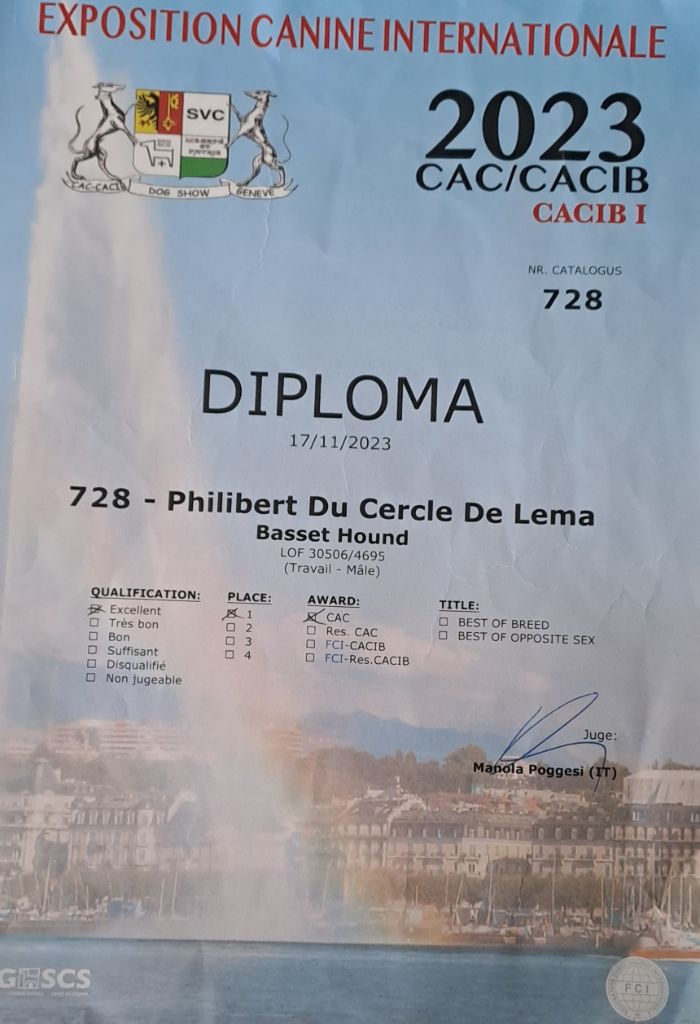 EXPOSITION CANINE INTERNATIONALE
SVC
CAC-CACIB
DOG SHOW
GENEVE
2023
CAC/CACIB
CACIB I
NR. CATALOGUS
728
DIPLOMA
17/11/2023
728 - Philibert Du Cercle De Lema
Basset Hound
LOF 30506/4695
(Travail - Mâle)
QUALIFICATION:
Excellent
Très bon
Bon
Suffisant
Disqualifié
Non jugeable
PLACE:
1
2
3
4
AWARD:
CAC
Res. CAC
FCI-CACIB
FCI-Res.CACIB
TITLE:
BEST OF BREED
BEST OF OPPOSITE SEX
Juge:
Manola Poggesi (IT)
SCS
FCI